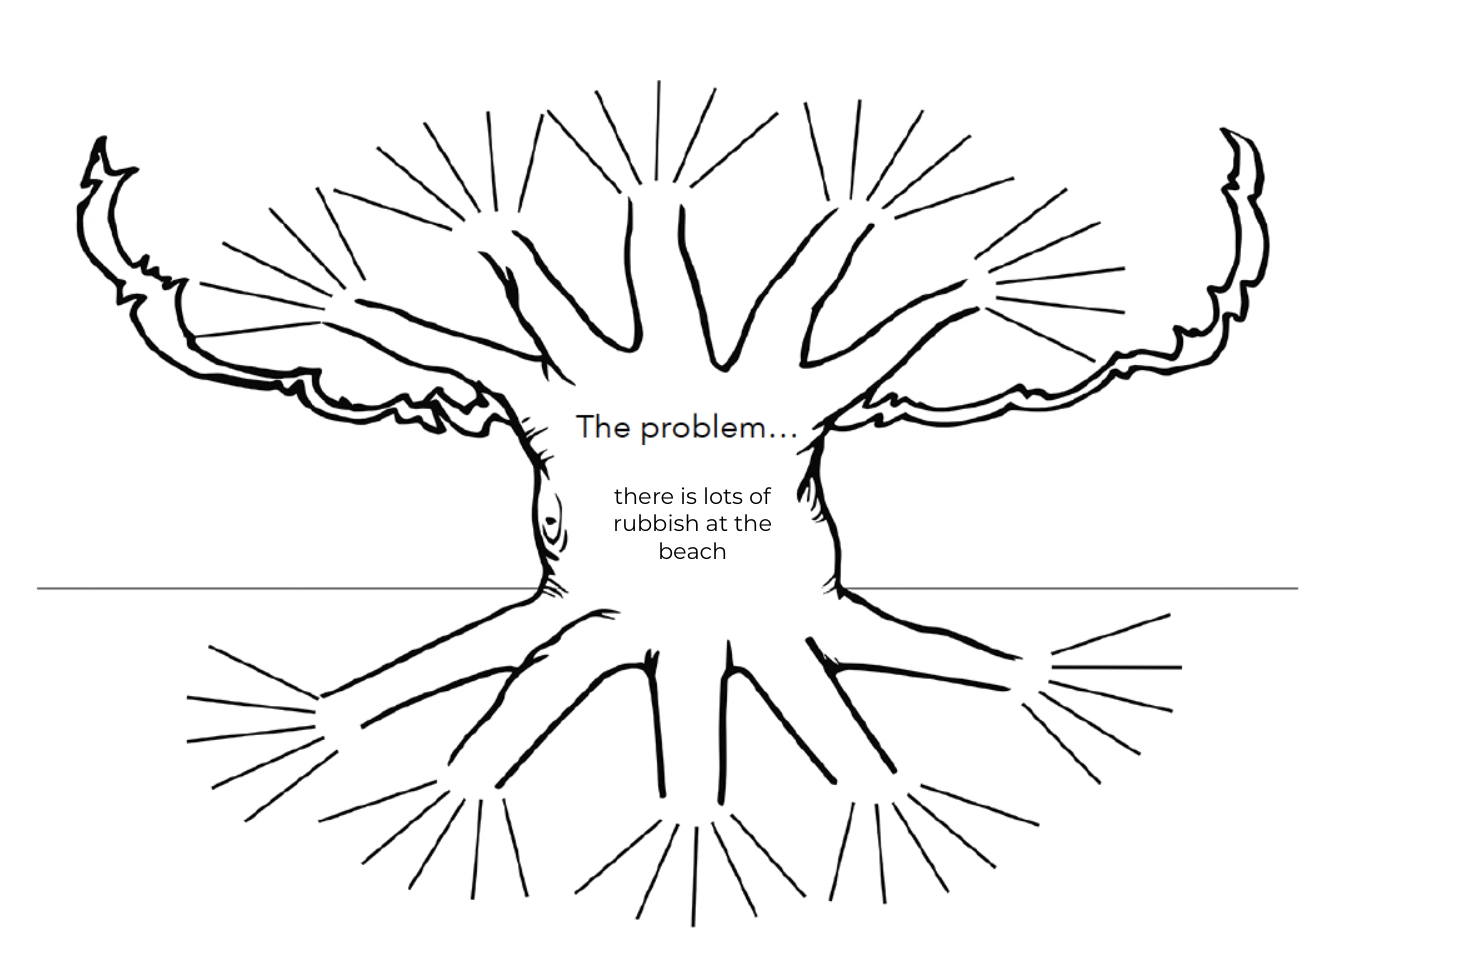 The problem...
there is lots of
rubbish at the
beach